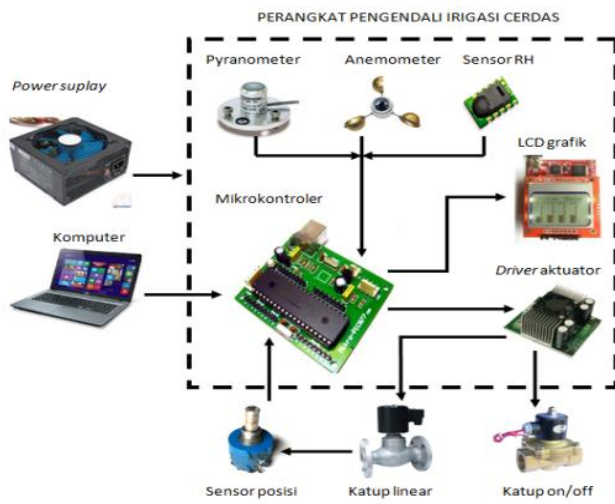 PERANGKAT PENGENDALI IRIGASI CERDAS
Pyranometer
Anemometer
Sensor RH
Power suplay
LCD grafik
Mikrokontroler
Komputer
Driver aktuator
Sensor posisi
Katup linear
Katup on/off